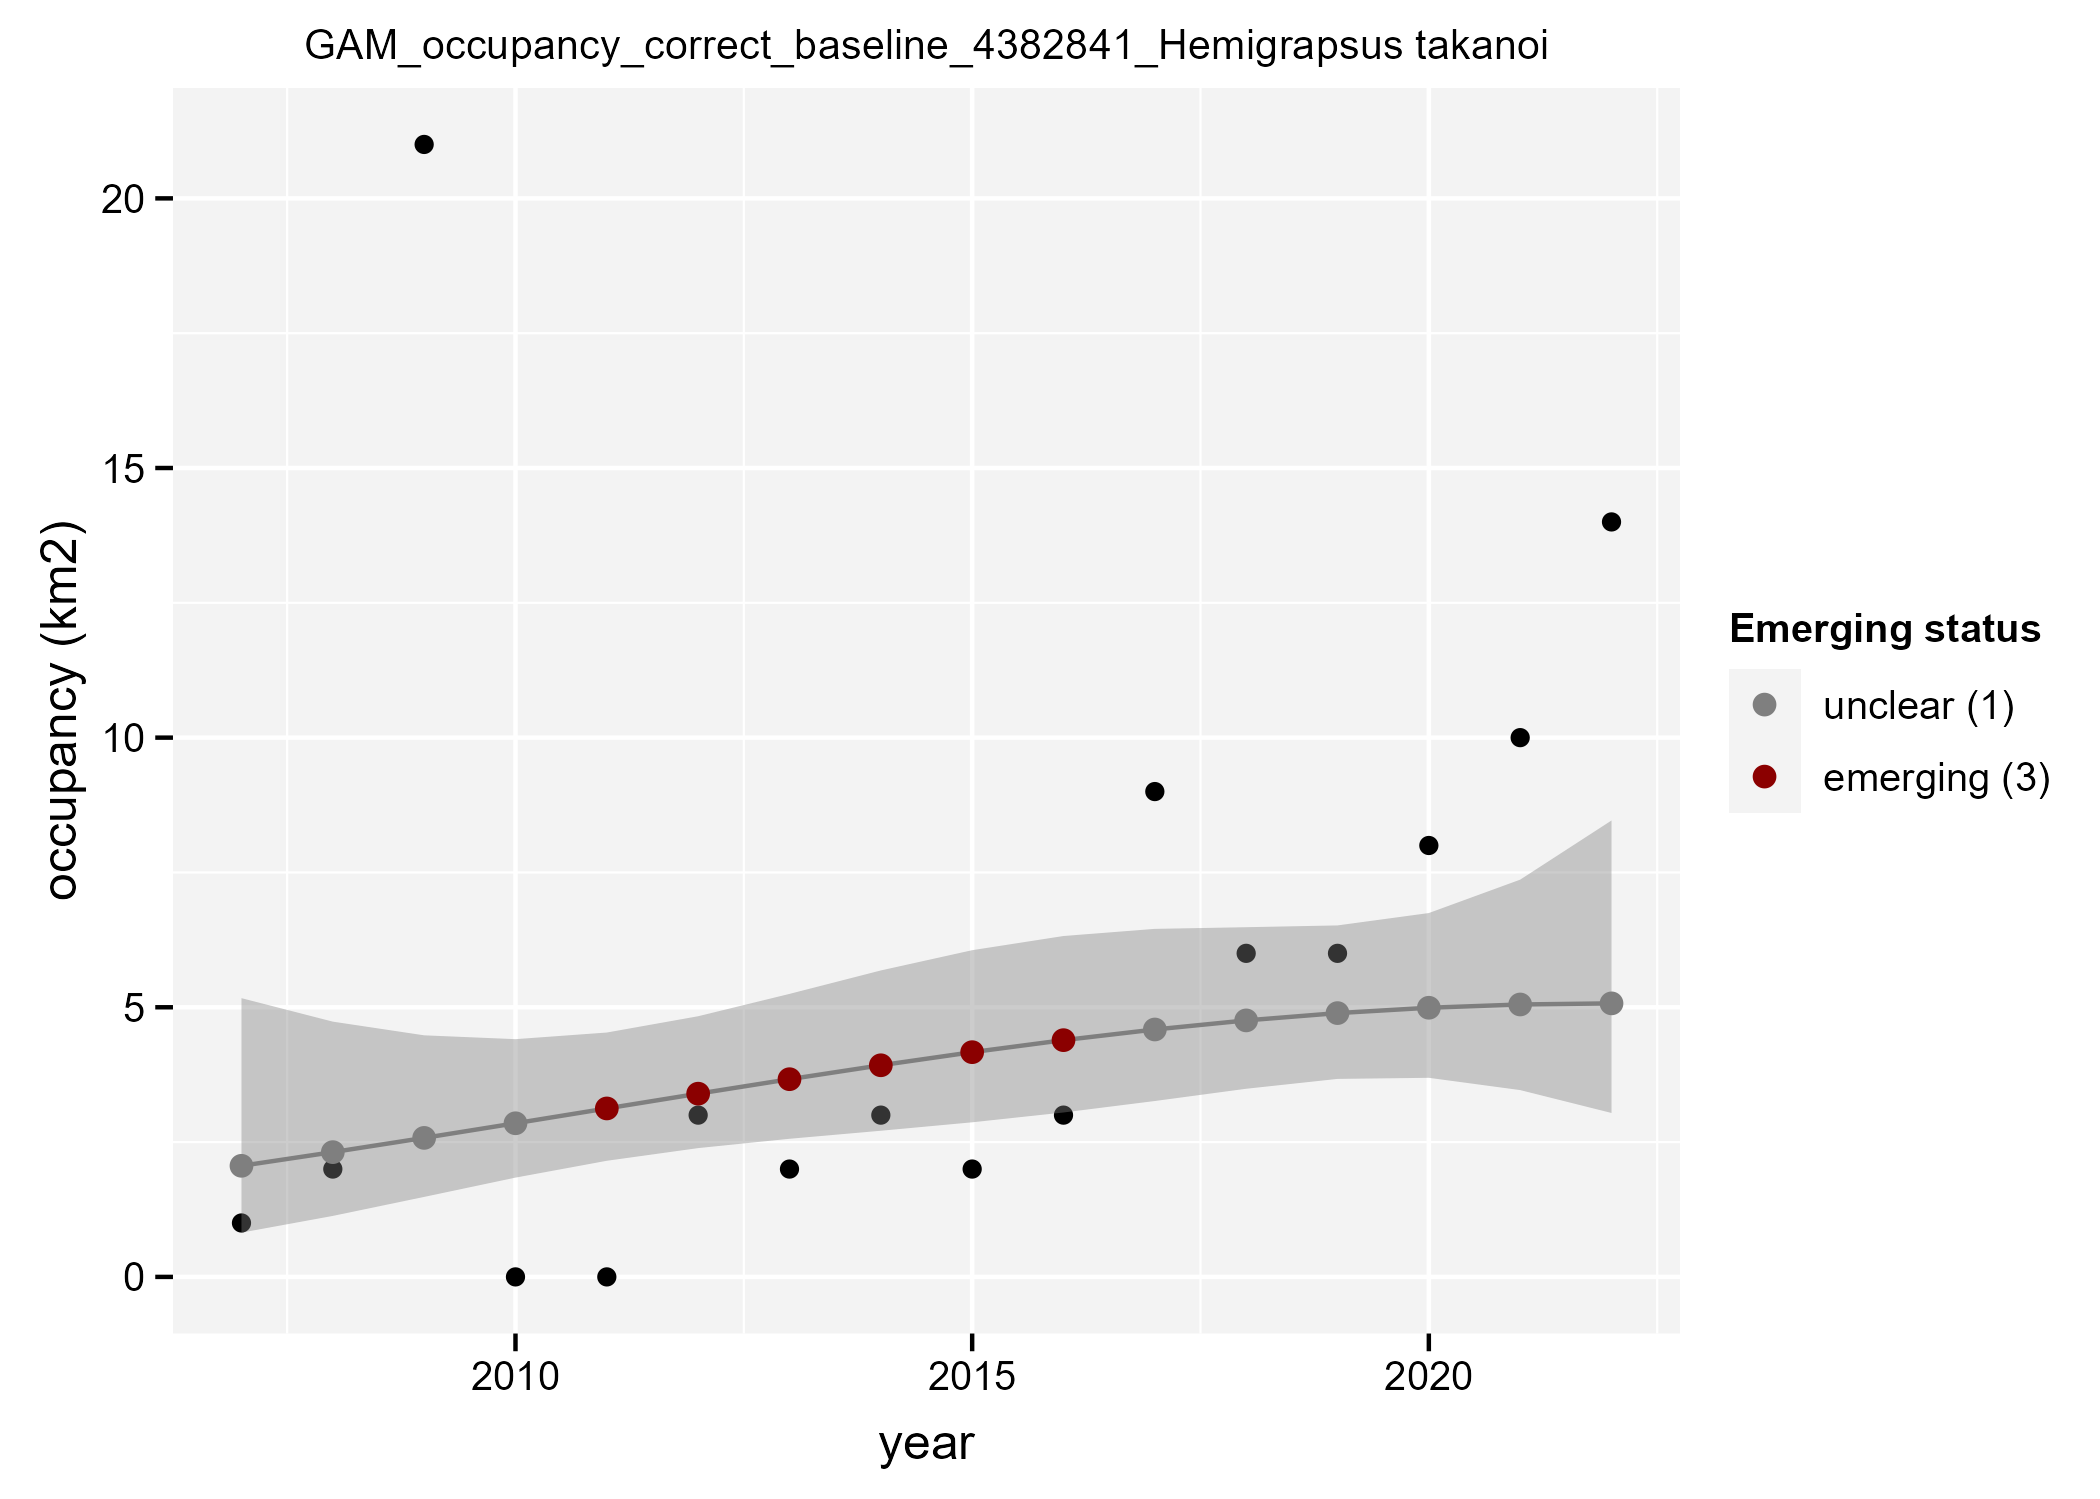 GAM_occupancy_correct_baseline_4382841_Hemigrapsus takanoi
occupancy (km2)
20
15
10
5
0
2010
2015
2020
year
Emerging status
unclear (1)
emerging (3)